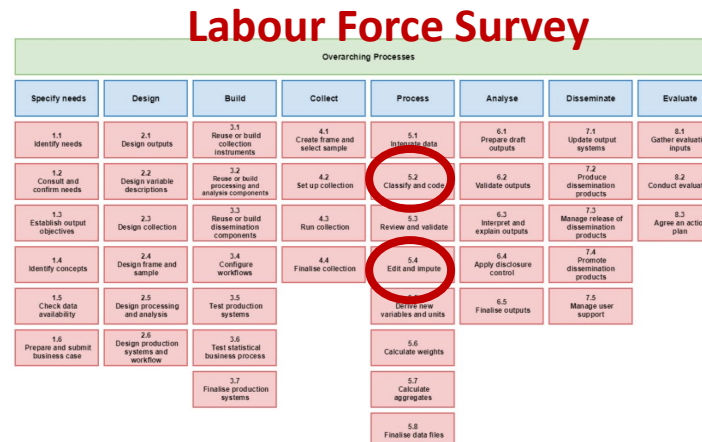 Labour Force Survey
Overarching Processes
Specify needs
Design
Build
Collect
Process
Analyse
Disseminate
Evaluate
1.1
Identify needs
1.2
Consult and
confirm needs
1.3
Establish output
objectives
1.4
Identify concepts
1.5
Check data
availability
1.6
Prepare and submit
business case
2.1
Design outputs
2.2
Design variable
descriptions
2.3
Design collection
2.4
Design frame and
sample
2.5
Design processing
and analysis
2.6
Design production
systems and
workflow
3.1
Reuse or build
collection
instruments
3.2
Reuse or build
processing and
analysis components
3.3
Reuse or build
dissemination
components
3.4
Configure
workflows
3.5
Test production
systems
3.6
Test statistical
business process
3.7
Finalise production
systems
4.1
Create frame and
select sample
4.2
Set up collection
4.3
Run collection
4.4
Finalise collection
5.1
Integrate data
5.2
Classify and code
5.3
Review and validate
5.4
Edit and impute
Derive new
variables and units
5.6
Calculate weights
5.7
Calculate
aggregates
5.8
Finalise data files
6.1
Prepare draft
outputs
6.2
Validate outputs
6.3
Interpret and
explain outputs
6.4
Apply disclosure
control
6.5
Finalise outputs
7.1
Update output
systems
7.2
Produce
dissemination
products
7.3
Manage release of
dissemination
products
7.4
Promote
dissemination
products
7.5
Manage user
support
8.1
Gather evaluati
inputs
8.2
Conduct evalua
8.3
Agree an actio
plan